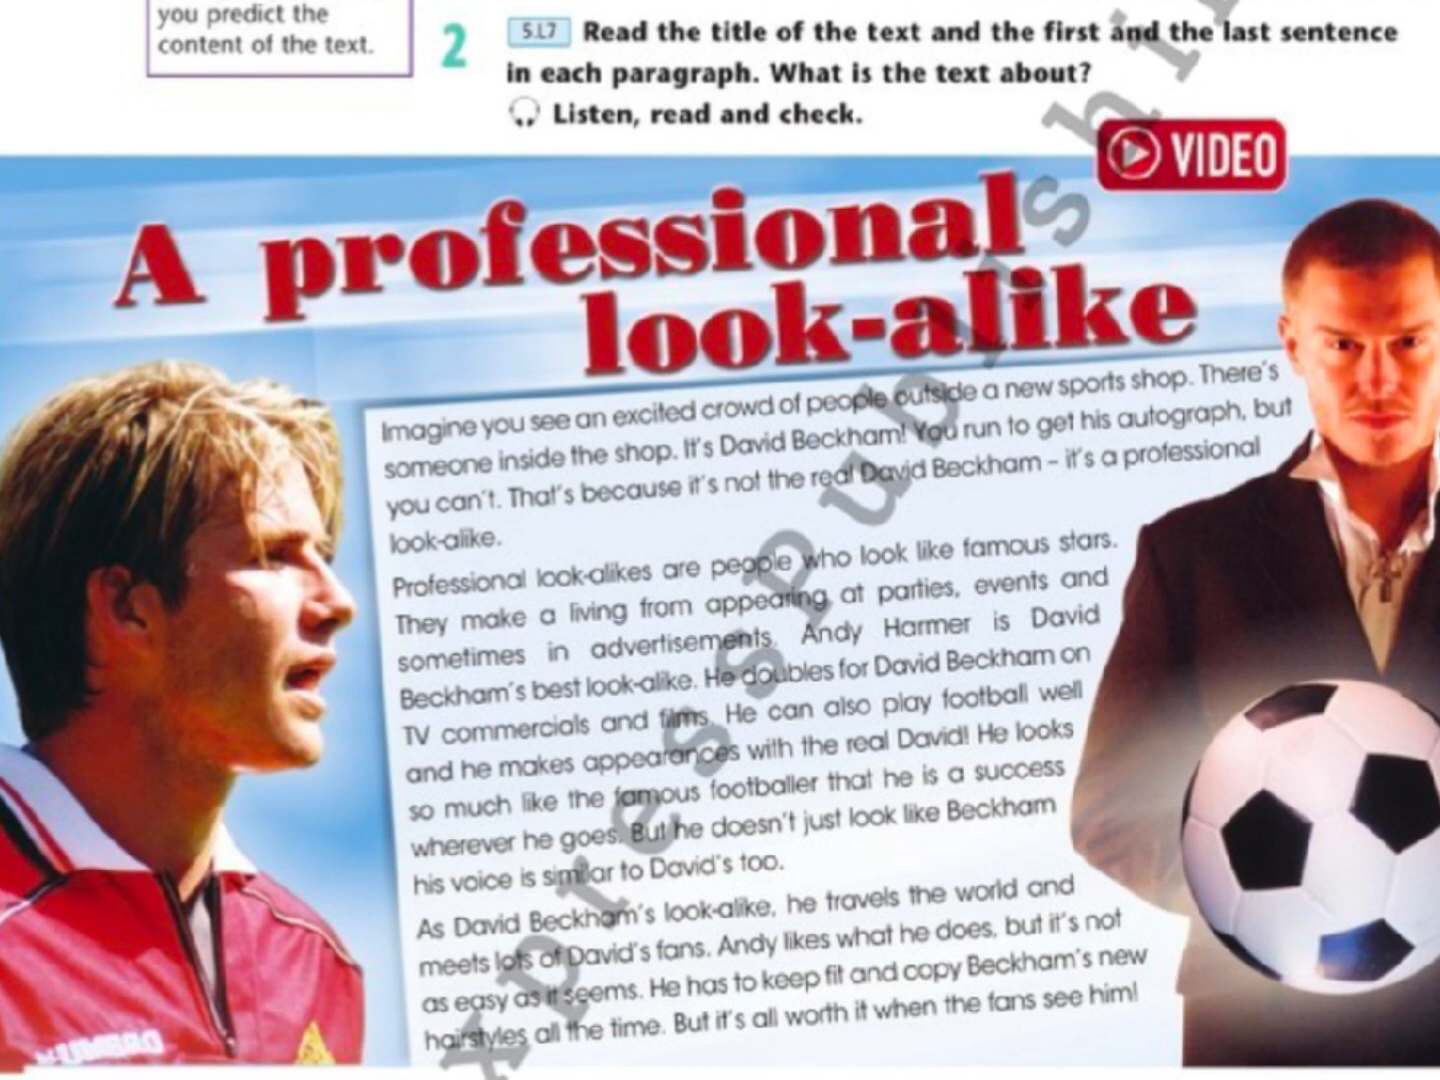 you predict the
content of the text.
2
5.L7 Read the title of the text and the first and the last sentence
in each paragraph. What is the text about?
Listen, read and check.
VIDEO
A professional
look-alike
Imagine you see an excited crowd of people outside a new sports shop. There's
someone inside the shop. It's David Beckham! You run to get his autograph, but
you can't. That's because it's not the real David Beckham – it's a professional
look-alike.
Professional look-alikes are people who look like famous stars.
They make a living from appearing at parties, events and
sometimes in advertisements. Andy Harmer is David
Beckham's best look-alike. He doubles for David Beckham on
TV commercials and films. He can also play football well
and he makes appearances with the real David! He looks
so much like the famous footballer that he is a success
wherever he goes. But he doesn't just look like Beckham
his voice is similar to David's too.
As David Beckham's look-alike, he travels the world and
meets lots of David's fans. Andy likes what he does, but it's not
as easy as it seems. He has to keep fit and copy Beckham's new
hairstyles all the time. But it's all worth it when the fans see him!
UMBRO
xpresspublishin